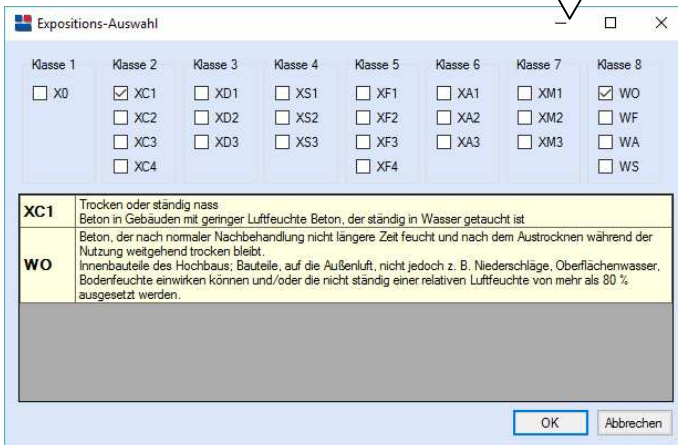 Expositions-Auswahl
Klasse 1 Klasse 2 Klasse 3 Klasse 4 Klasse 5 Klasse 6 Klasse 7 Klasse 8
X0 XC1 XD1 XS1 XF1 XA1 XM1 WO
XC2 XD2 XS2 XF2 XA2 XM2 WF
XC3 XD3 XS3 XF3 XA3 XM3 WA
XC4 XF4 WS
XC1
Trocken oder ständig nass
Beton in Gebäuden mit geringer Luftfeuchte Beton, der ständig in Wasser getaucht ist
WO
Beton, der nach normaler Nachbehandlung nicht längere Zeit feucht und nach dem Austrocknen während der
Nutzung weitgehend trocken bleibt.
Innenbauteile des Hochbaus; Bauteile, auf die Außenluft, nicht jedoch z. B. Niederschläge, Oberflächenwasser,
Bodenfeuchte einwirken können und/oder die nicht ständig einer relativen Luftfeuchte von mehr als 80 %
ausgesetzt werden.
OK Abbrechen